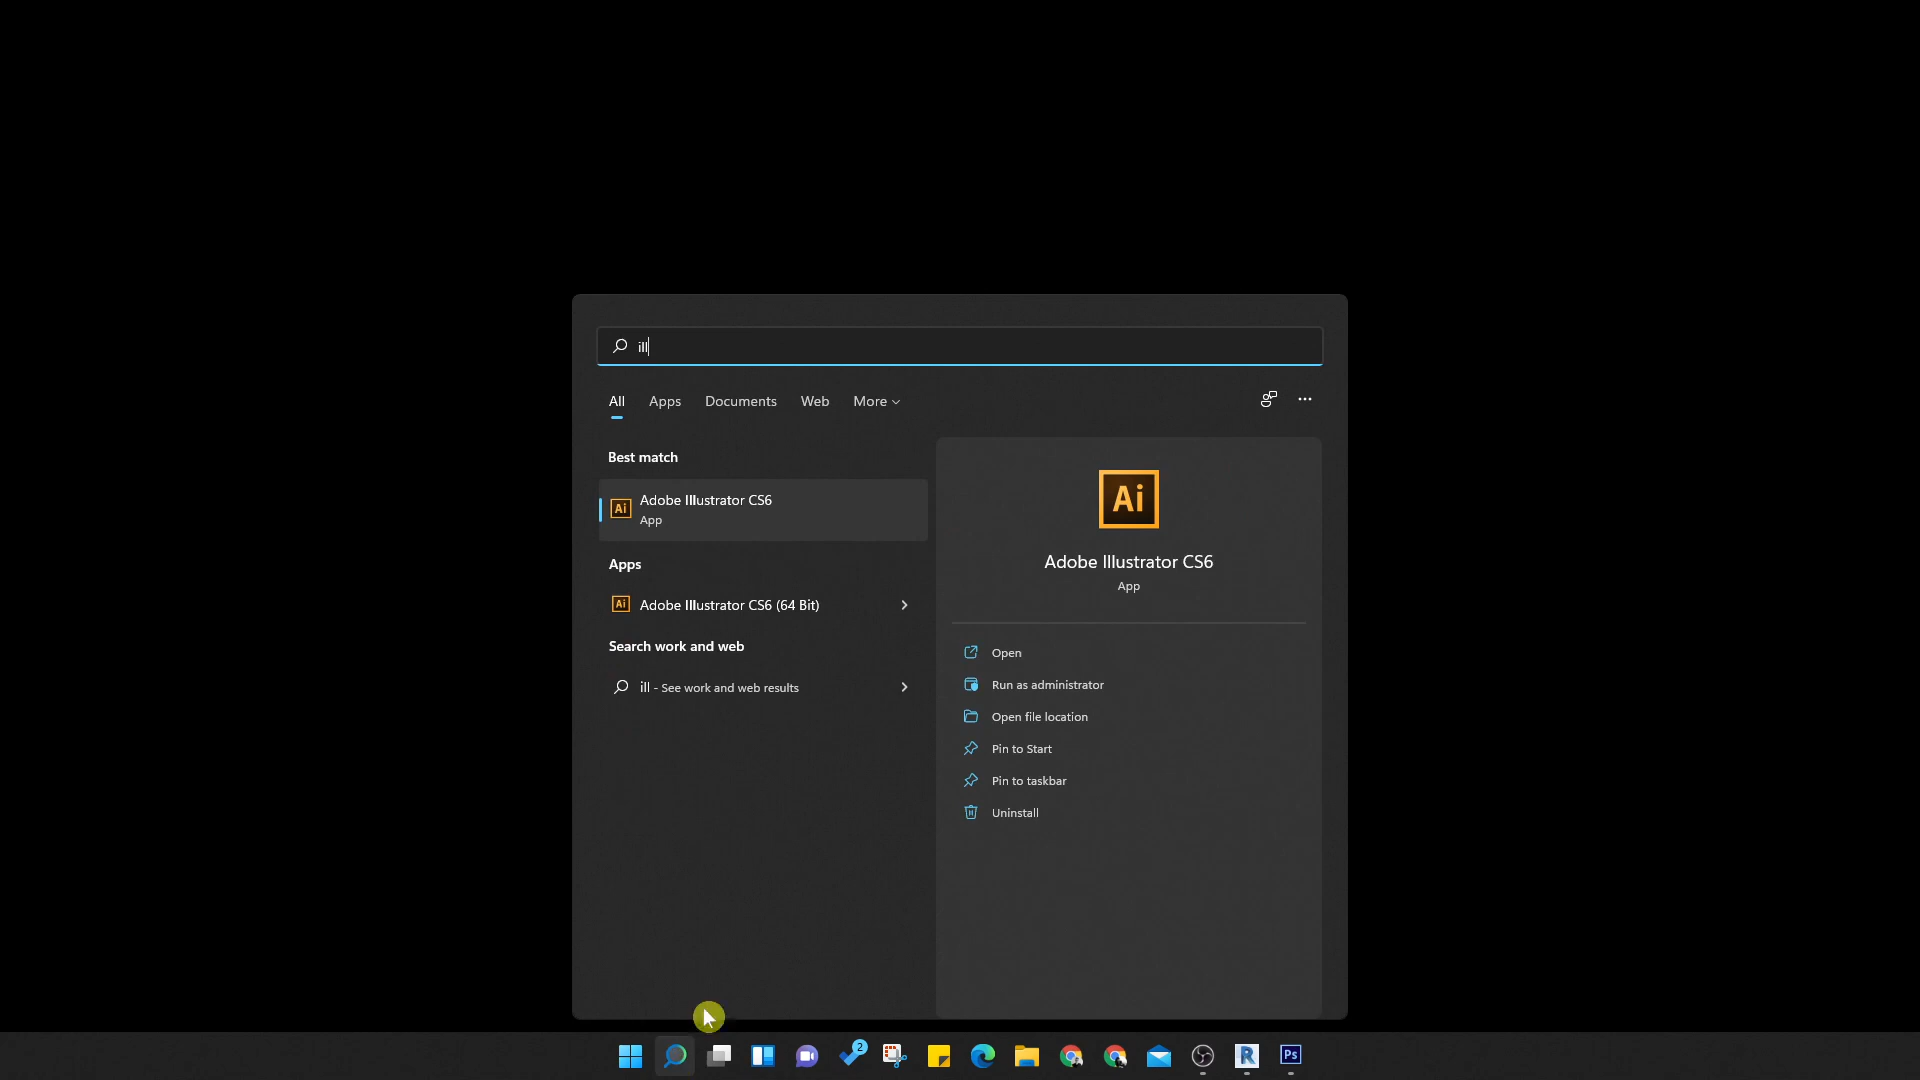 ill
All Apps Documents Web More
Best match
Adobe Illustrator CS6
App
Apps
Adobe Illustrator CS6 (64 Bit)
Search work and web
ill - See work and web results
Ai
Adobe Illustrator CS6
App
Open
Run as administrator
Open file location
Pin to Start
Pin to taskbar
Uninstall
Ai
Ai
2
R
Ps